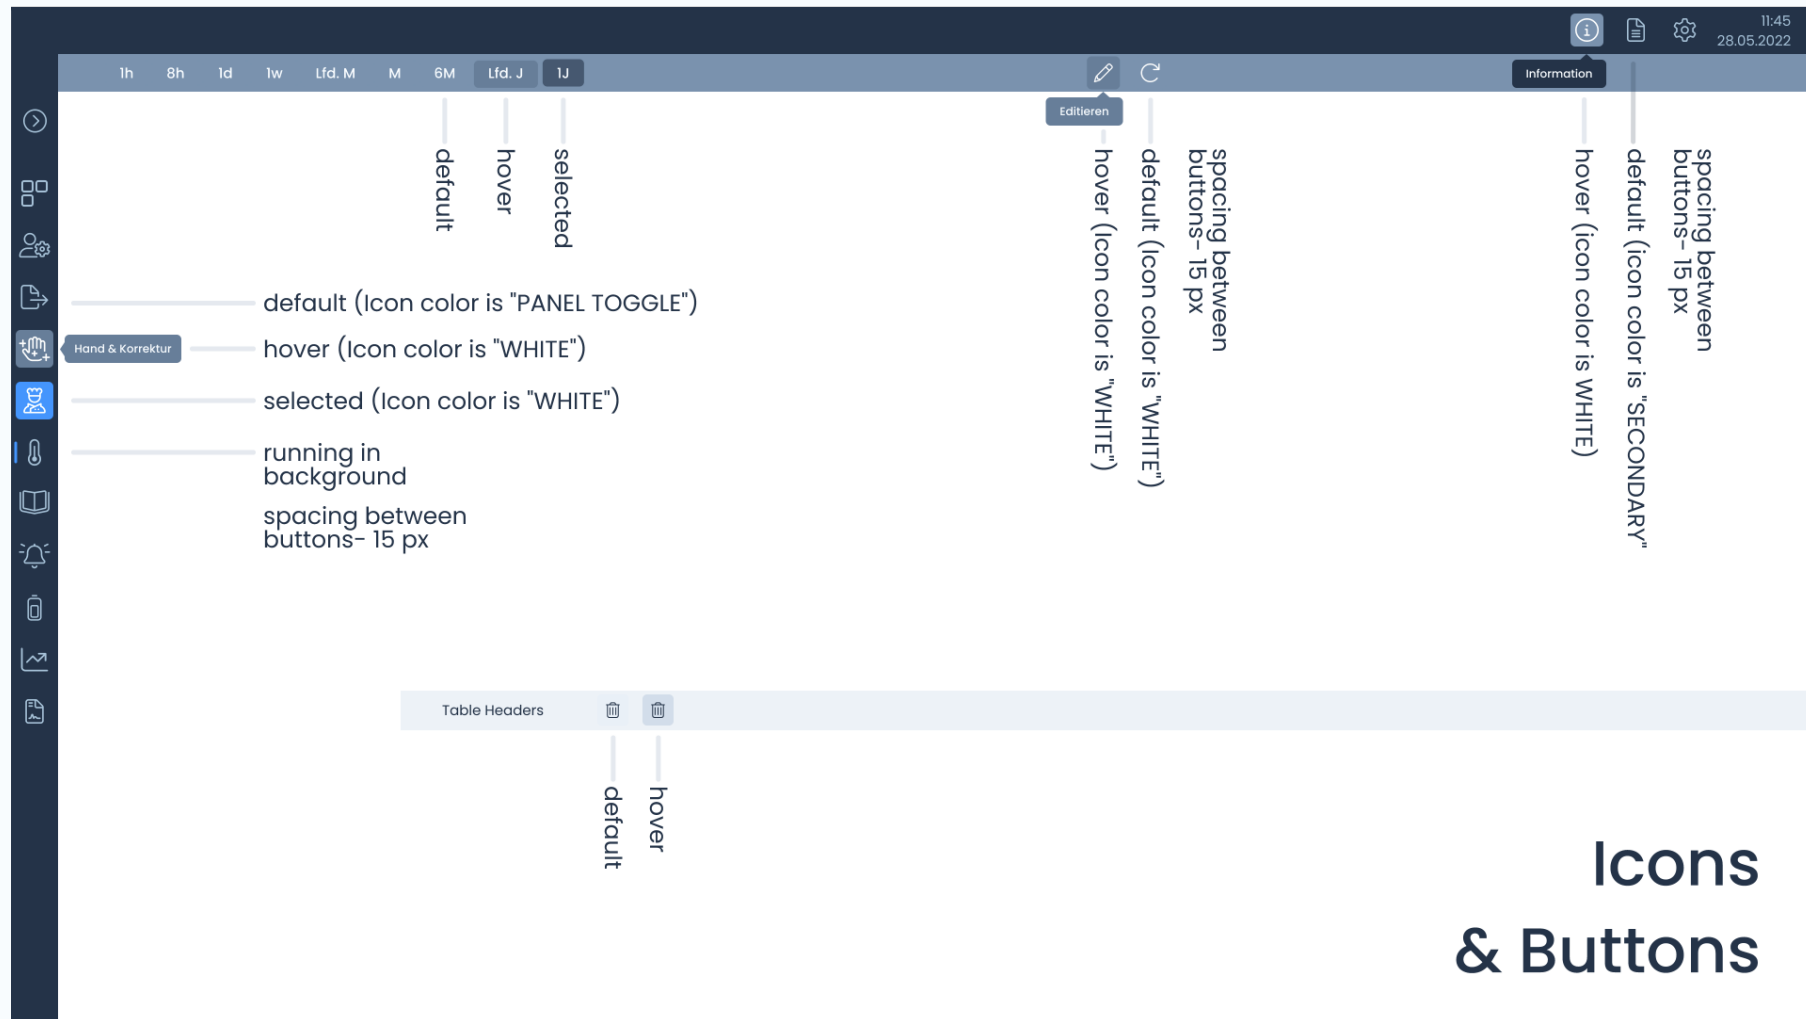 11:45
28.05.2022
1h 8h 1d 1w Lfd. M M 6M Lfd. J 1J
Information
Editieren
default
hover
selected
hover (Icon color is "WHITE")
default (Icon color is "WHITE")
spacing between
buttons- 15 px
hover (icon color is WHITE)
default (icon color is "SECONDARY"
spacing between
buttons- 15 px
default (Icon color is "PANEL TOGGLE")
Hand & Korrektur
hover (Icon color is "WHITE")
selected (Icon color is "WHITE")
running in
background
spacing between
buttons- 15 px
Table Headers
default
hover
Icons
& Buttons